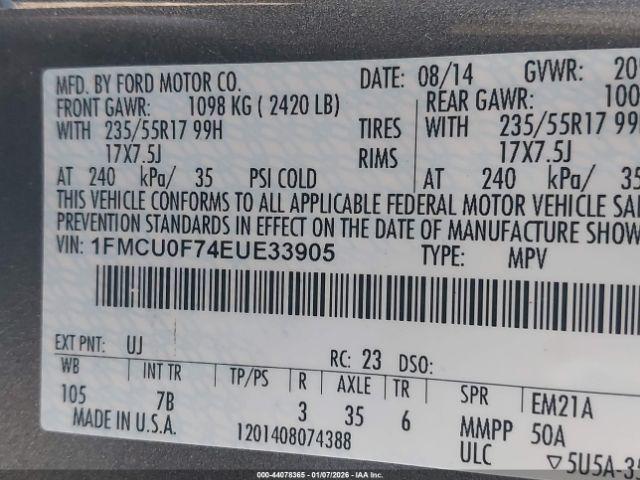 MFD. BY FORD MOTOR CO. DATE: 08/14 GVWR: 20
FRONT GAWR: 1098 KG ( 2420 LB) REAR GAWR: 100
WITH 235/55R17 99H TIRES WITH 235/55R17 99H
17X7.5J RIMS 17X7.5J
AT 240 kPa/ 35 PSI COLD AT 240 kPa/ 35
THIS VEHICLE CONFORMS TO ALL APPLICABLE FEDERAL MOTOR VEHICLE SA
PREVENTION STANDARDS IN EFFECT ON THE DATE OF MANUFACTURE SHOW
VIN: 1FMCU0F74EUE33905 TYPE: MPV
EXT PNT: UJ RC: 23 DSO:
WB INT TR TP/PS R AXLE TR SPR EM21A
105 7B 3 35 6 MMPP 50A
MADE IN U.S.A. 1201408074388 ULC ▽5U5A-35
© 00-44078365 - 01/07/2026 - IAA Holdings, LLC